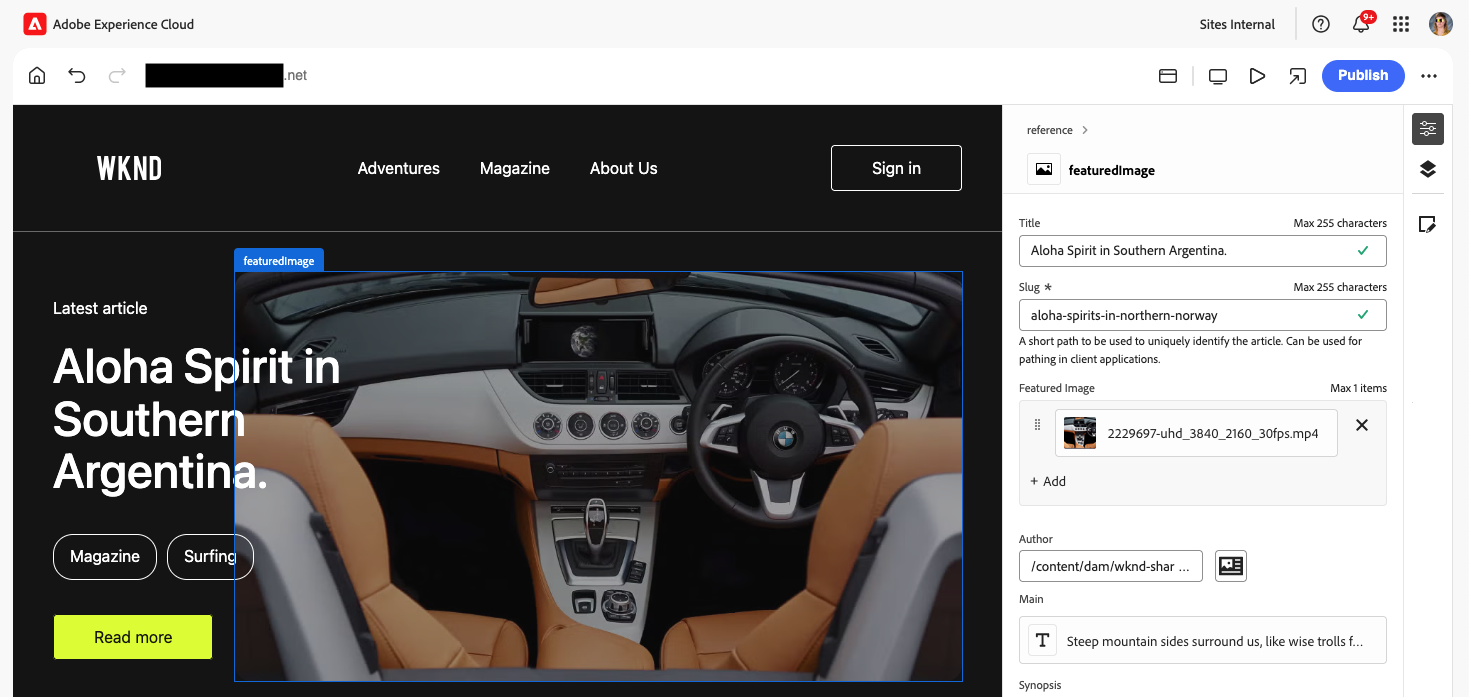 Adobe Experience Cloud
Sites Internal
9+
.net
Publish
WKND
Adventures
Magazine
About Us
Sign in
featuredImage
Latest article
Aloha Spirit in
Southern
Argentina.
Magazine
Surfing
Read more
reference
featuredImage
Title
Max 255 characters
Aloha Spirit in Southern Argentina.
Slug *
Max 255 characters
aloha-spirits-in-northern-norway
A short path to be used to uniquely identify the article. Can be used for
pathing in client applications.
Featured Image
Max 1 items
2229697-uhd_3840_2160_30fps.mp4
+ Add
Author
/content/dam/wknd-shar ...
Main
T
Steep mountain sides surround us, like wise trolls f...
Synopsis